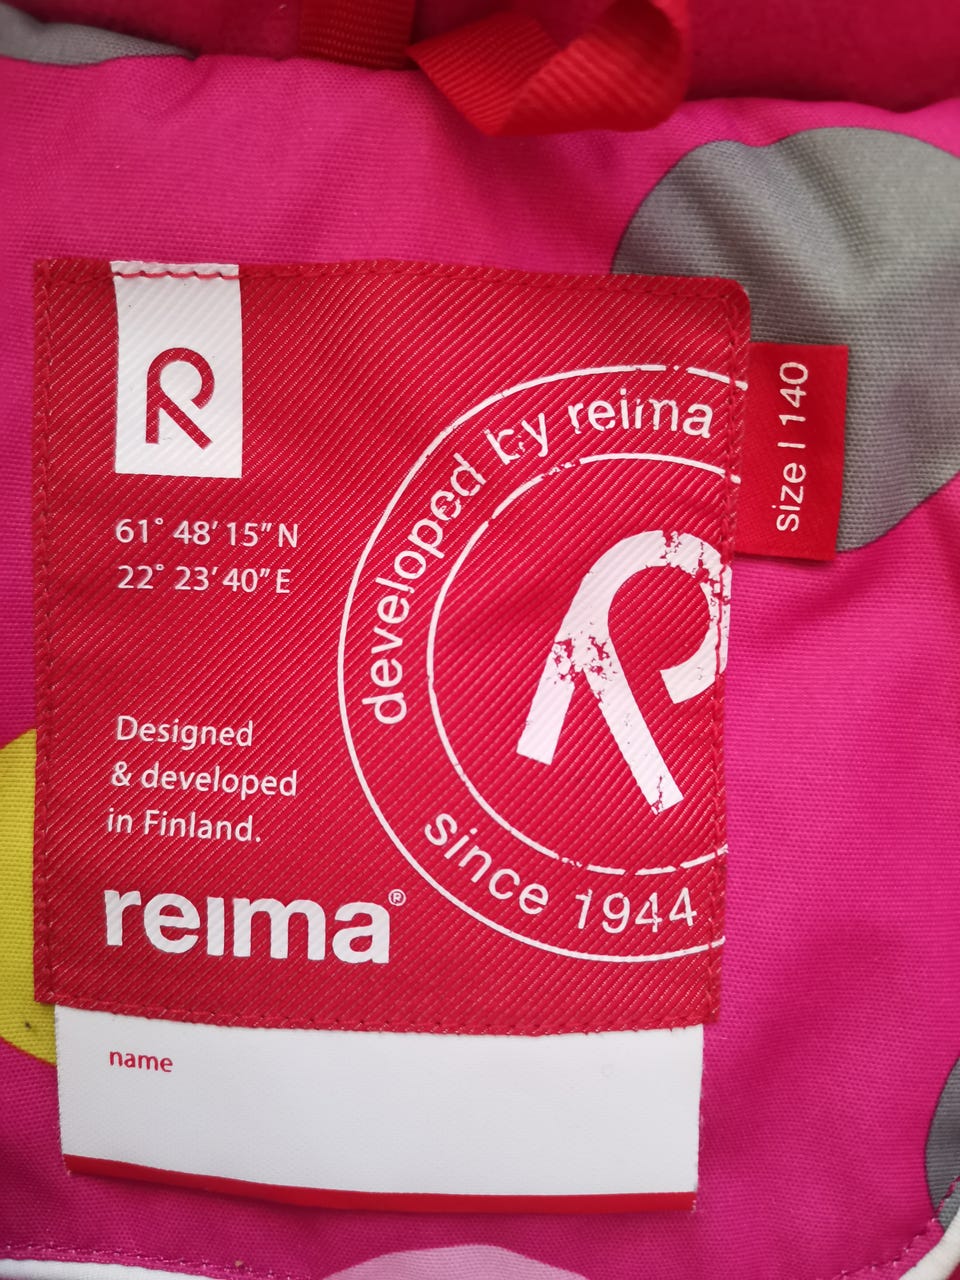 R
61° 48' 15" N
22° 23' 40" E
Designed
& developed
in Finland.
reima®
developed by reima
R
since 1944
size | 140
name